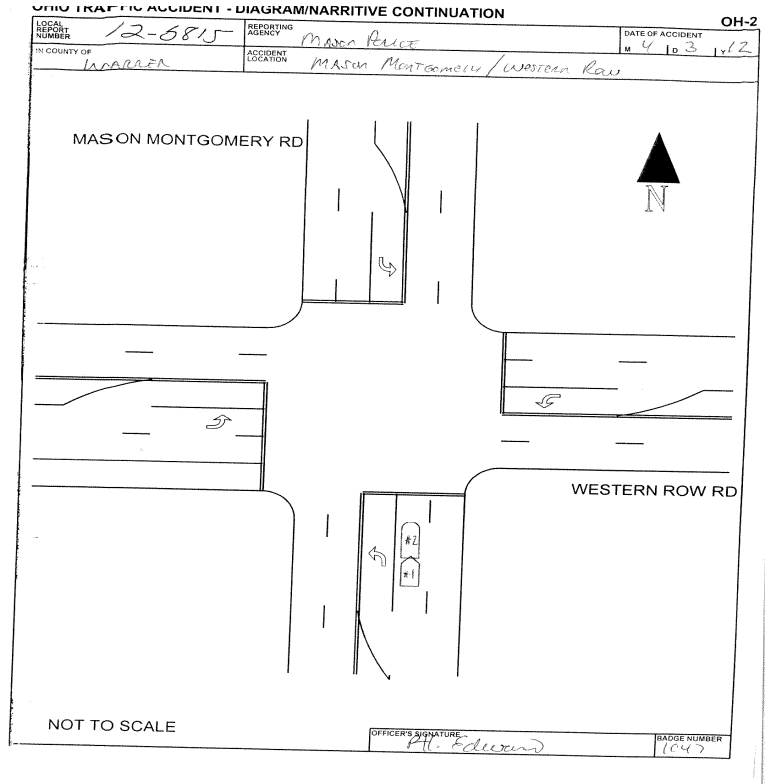 OHIO TRAFFIC ACCIDENT - DIAGRAM/NARRITIVE CONTINUATION
OH-2
LOCAL REPORT NUMBER 12-6815 REPORTING AGENCY Mason Police DATE OF ACCIDENT M 4 D 3 Y 12
IN COUNTY OF WARREN ACCIDENT LOCATION Mason Montgomery / Western Row
MASON MONTGOMERY RD
N
WESTERN ROW RD
#2
#1
NOT TO SCALE
OFFICER'S SIGNATURE Ptl. Edward BADGE NUMBER 1047